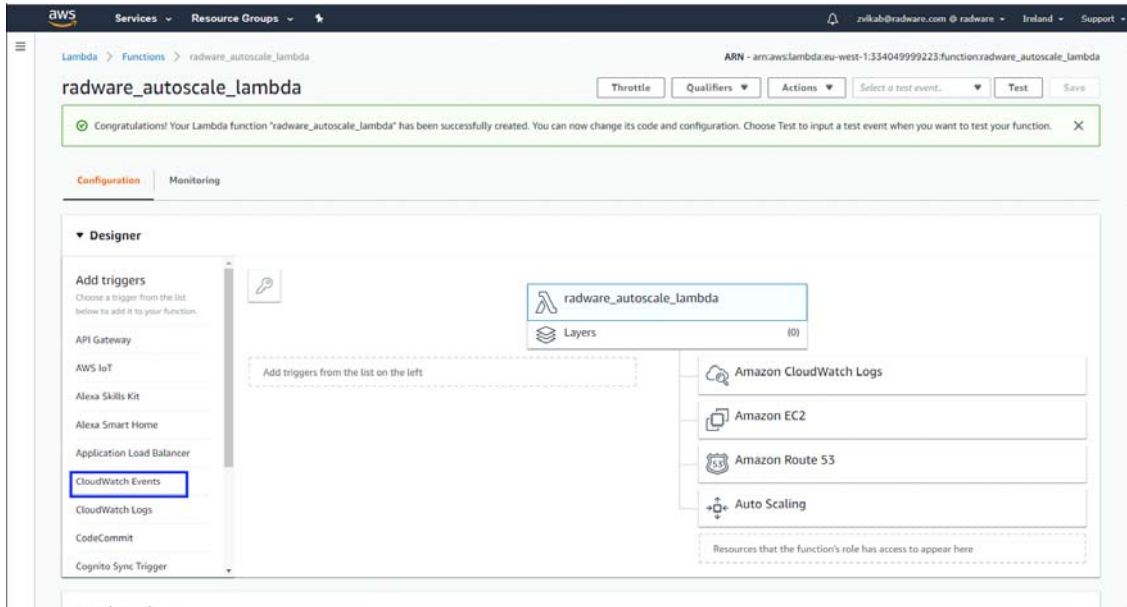 aws Services Resource Groups zvikab@radware.com @ radware Ireland Support
Lambda > Functions > radware_autoscale_lambda ARN - arn:aws:lambda:eu-west-1:334049999223:function:radware_autoscale_lambda
radware_autoscale_lambda Throttle Qualifiers Actions Select a test event.. Test Save
Congratulations! Your Lambda function "radware_autoscale_lambda" has been successfully created. You can now change its code and configuration. Choose Test to input a test event when you want to test your function.
Configuration Monitoring
Designer
Add triggers
Choose a trigger from the list
below to add it to your function.
API Gateway
AWS IoT
Alexa Skills Kit
Alexa Smart Home
Application Load Balancer
CloudWatch Events
CloudWatch Logs
CodeCommit
Cognito Sync Trigger
Add triggers from the list on the left
radware_autoscale_lambda
Layers (0)
Amazon CloudWatch Logs
Amazon EC2
53 Amazon Route 53
Auto Scaling
Resources that the function's role has access to appear here